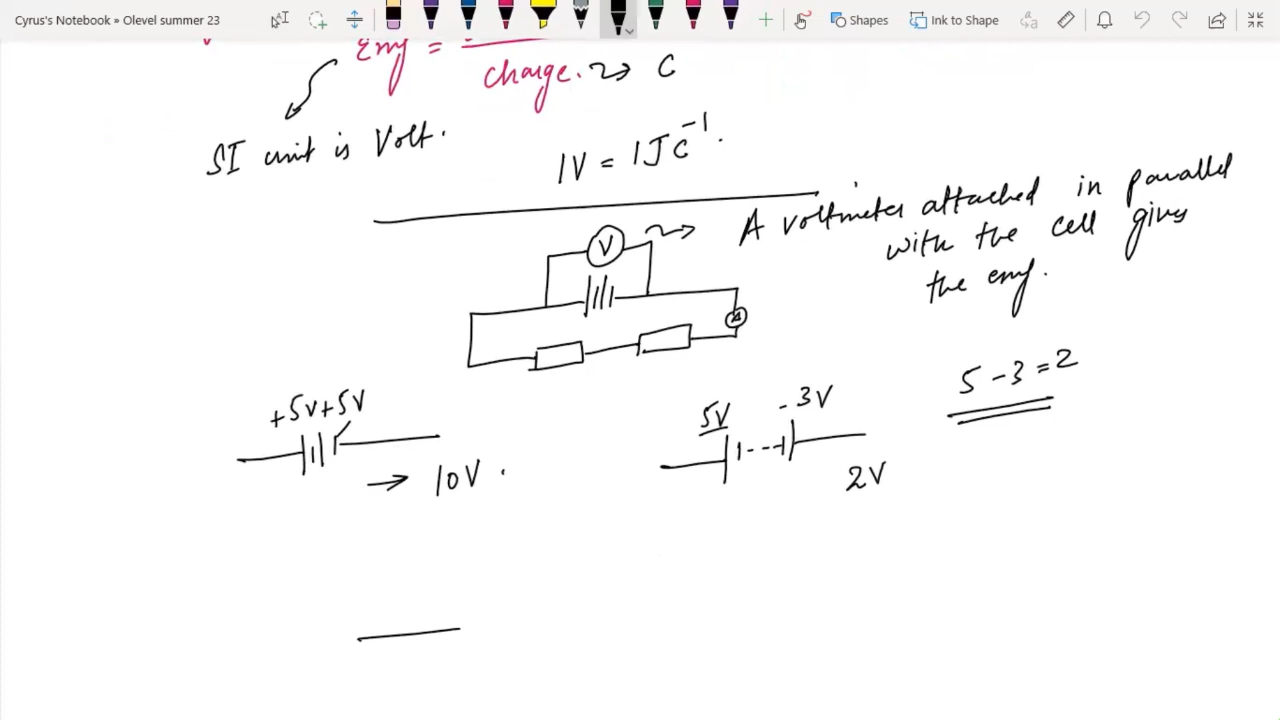 Cyrus's Notebook » Olevel summer 23
Shapes
Ink to Shape
Emf =
charge. → C
SI unit is Volt.
1V = 1J C⁻¹.
A voltmeter attached in parallel
with the cell gives
the emf.
V
A
+5V+5V
→ 10V.
5V
-3V
2V
5-3=2